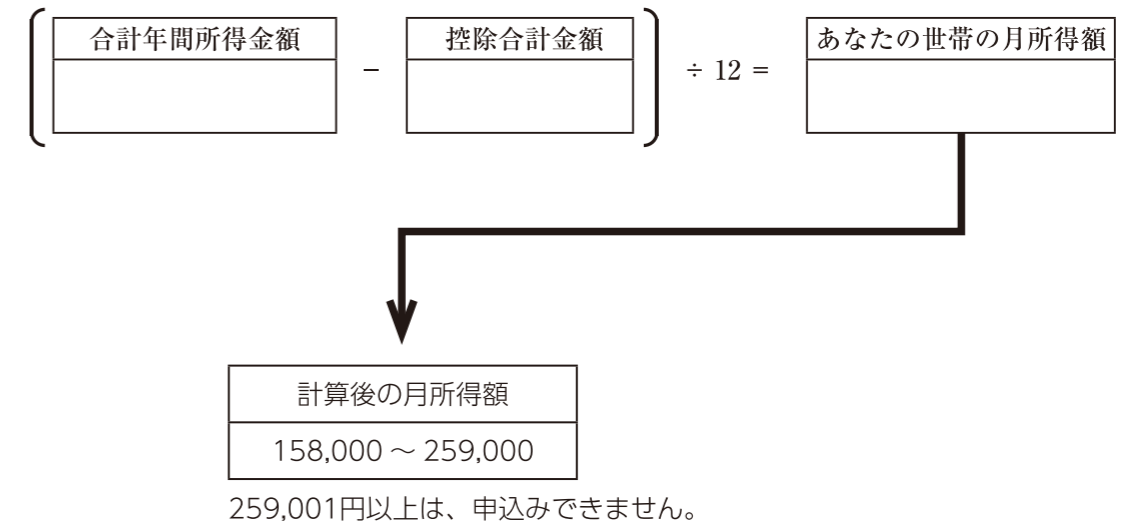 合計年間所得金額 控除合計金額 あなたの世帯の月所得額
－ ÷ 12 =
計算後の月所得額
158,000 ～ 259,000
259,001円以上は、申込みできません。